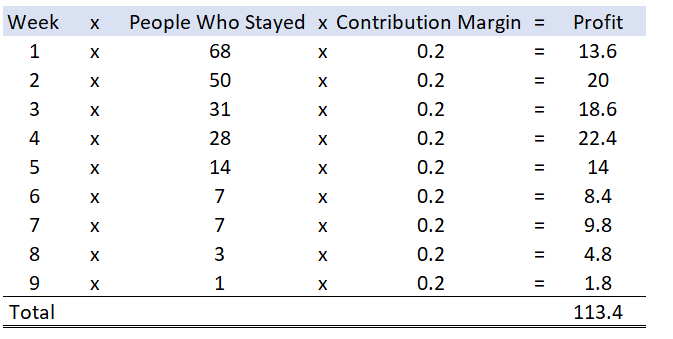 Week x People Who Stayed x Contribution Margin = Profit
1 x 68 x 0.2 = 13.6
2 x 50 x 0.2 = 20
3 x 31 x 0.2 = 18.6
4 x 28 x 0.2 = 22.4
5 x 14 x 0.2 = 14
6 x 7 x 0.2 = 8.4
7 x 7 x 0.2 = 9.8
8 x 3 x 0.2 = 4.8
9 x 1 x 0.2 = 1.8
Total 113.4